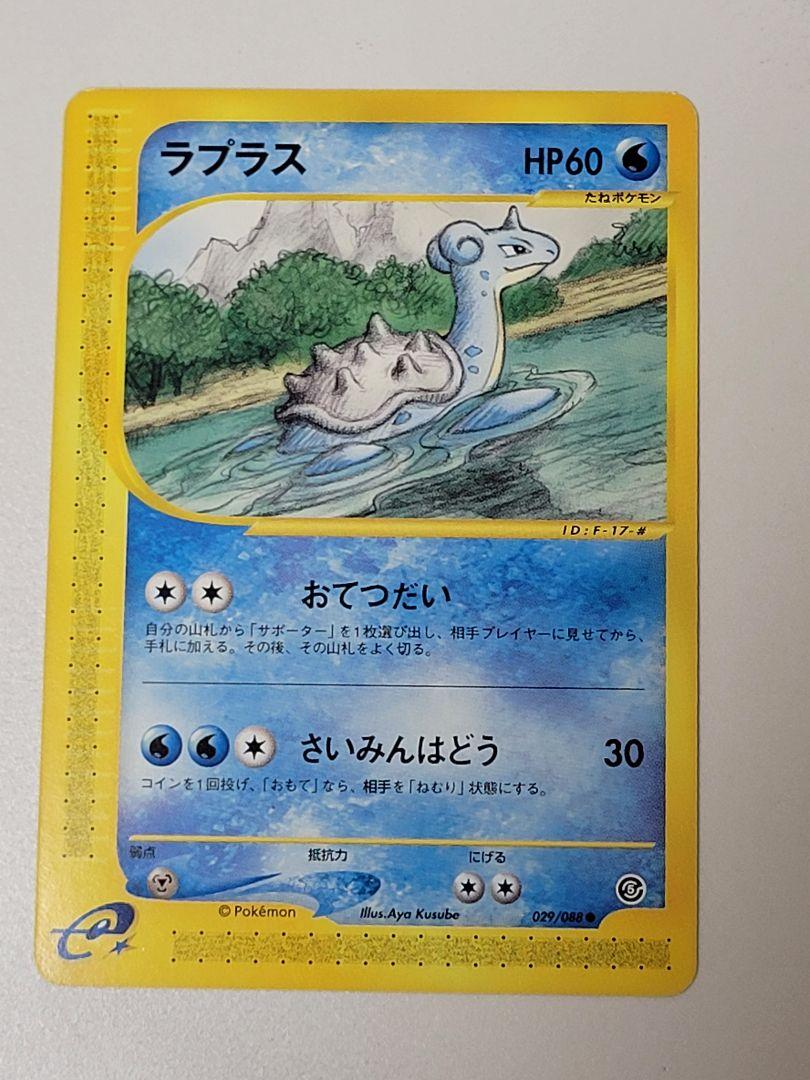 ラプラス HP60
たねポケモン
ID:F-17-#
おてつだい
自分の山札から「サポーター」を1枚選び出し、相手プレイヤーに見せてから、
手札に加える。その後、その山札をよく切る。
さいみんはどう 30
コインを1回投げ、「おもて」なら、相手を「ねむり」状態にする。
弱点 抵抗力 にげる
© Pokémon Illus.Aya Kusube 029/088●
e